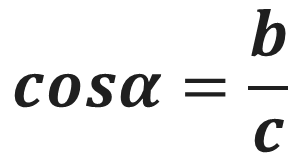 cosα = b/c